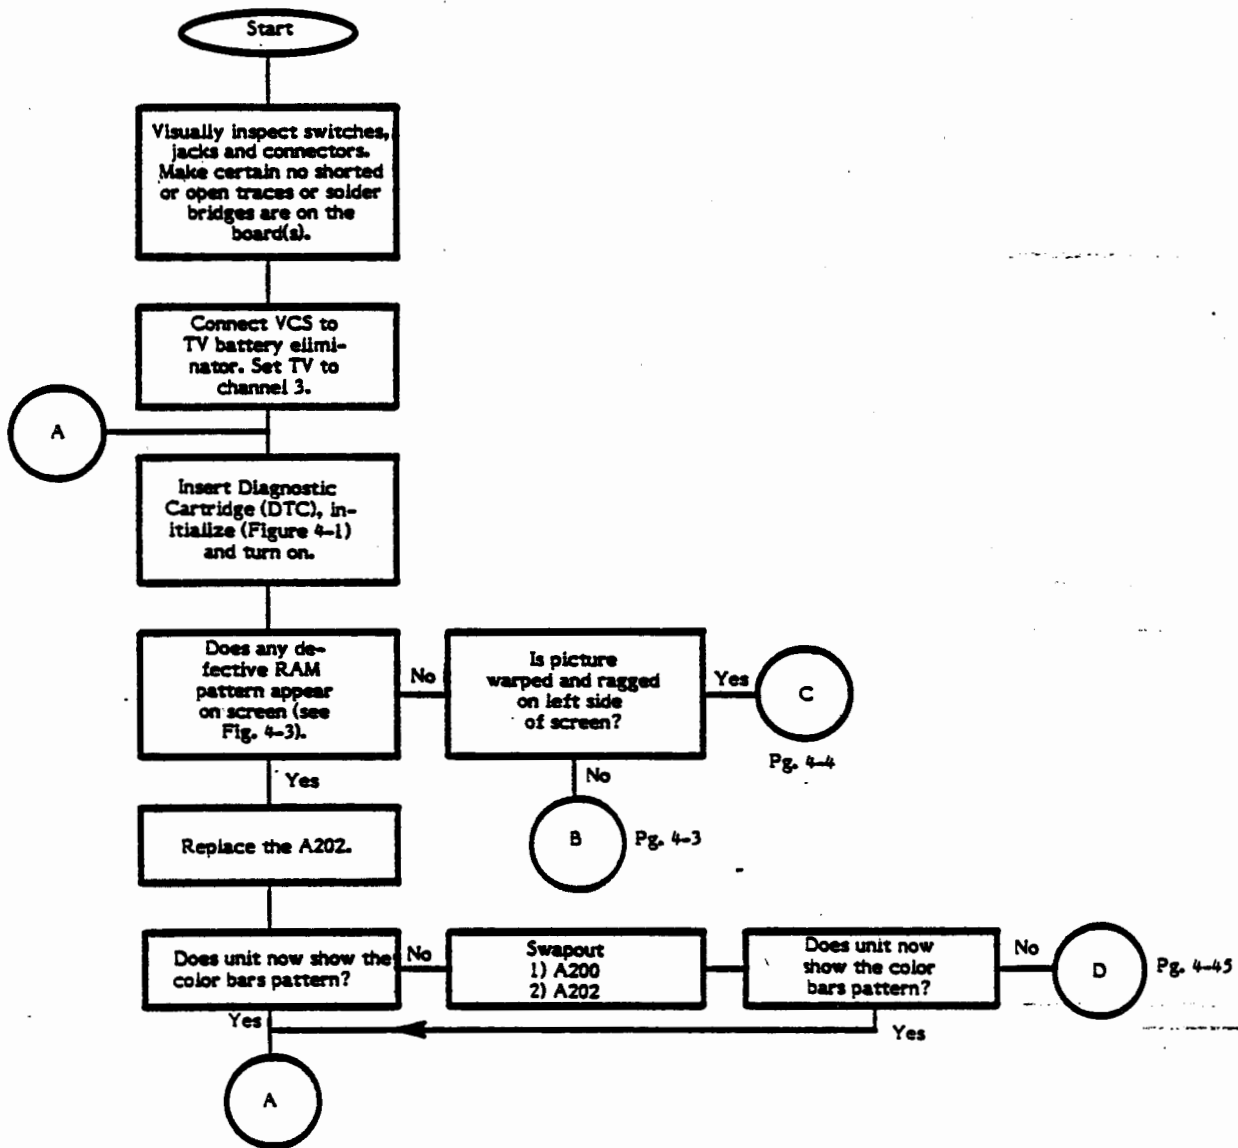 Start
Visually inspect switches,
jacks and connectors.
Make certain no shorted
or open traces or solder
bridges are on the
board(s).
Connect VCS to
TV battery elimi-
nator. Set TV to
channel 3.
A
Insert Diagnostic
Cartridge (DTC), in-
itialize (Figure 4-1)
and turn on.
Does any de-
fective RAM
pattern appear
on screen (see
Fig. 4-3).
No
Is picture
warped and ragged
on left side
of screen?
Yes
C
Pg. 4-4
Yes
No
Replace the A202.
B
Pg. 4-3
Does unit now show the
color bars pattern?
No
Swapout
1) A200
2) A202
Does unit now
show the color
bars pattern?
No
D
Pg. 4-45
Yes
Yes
A